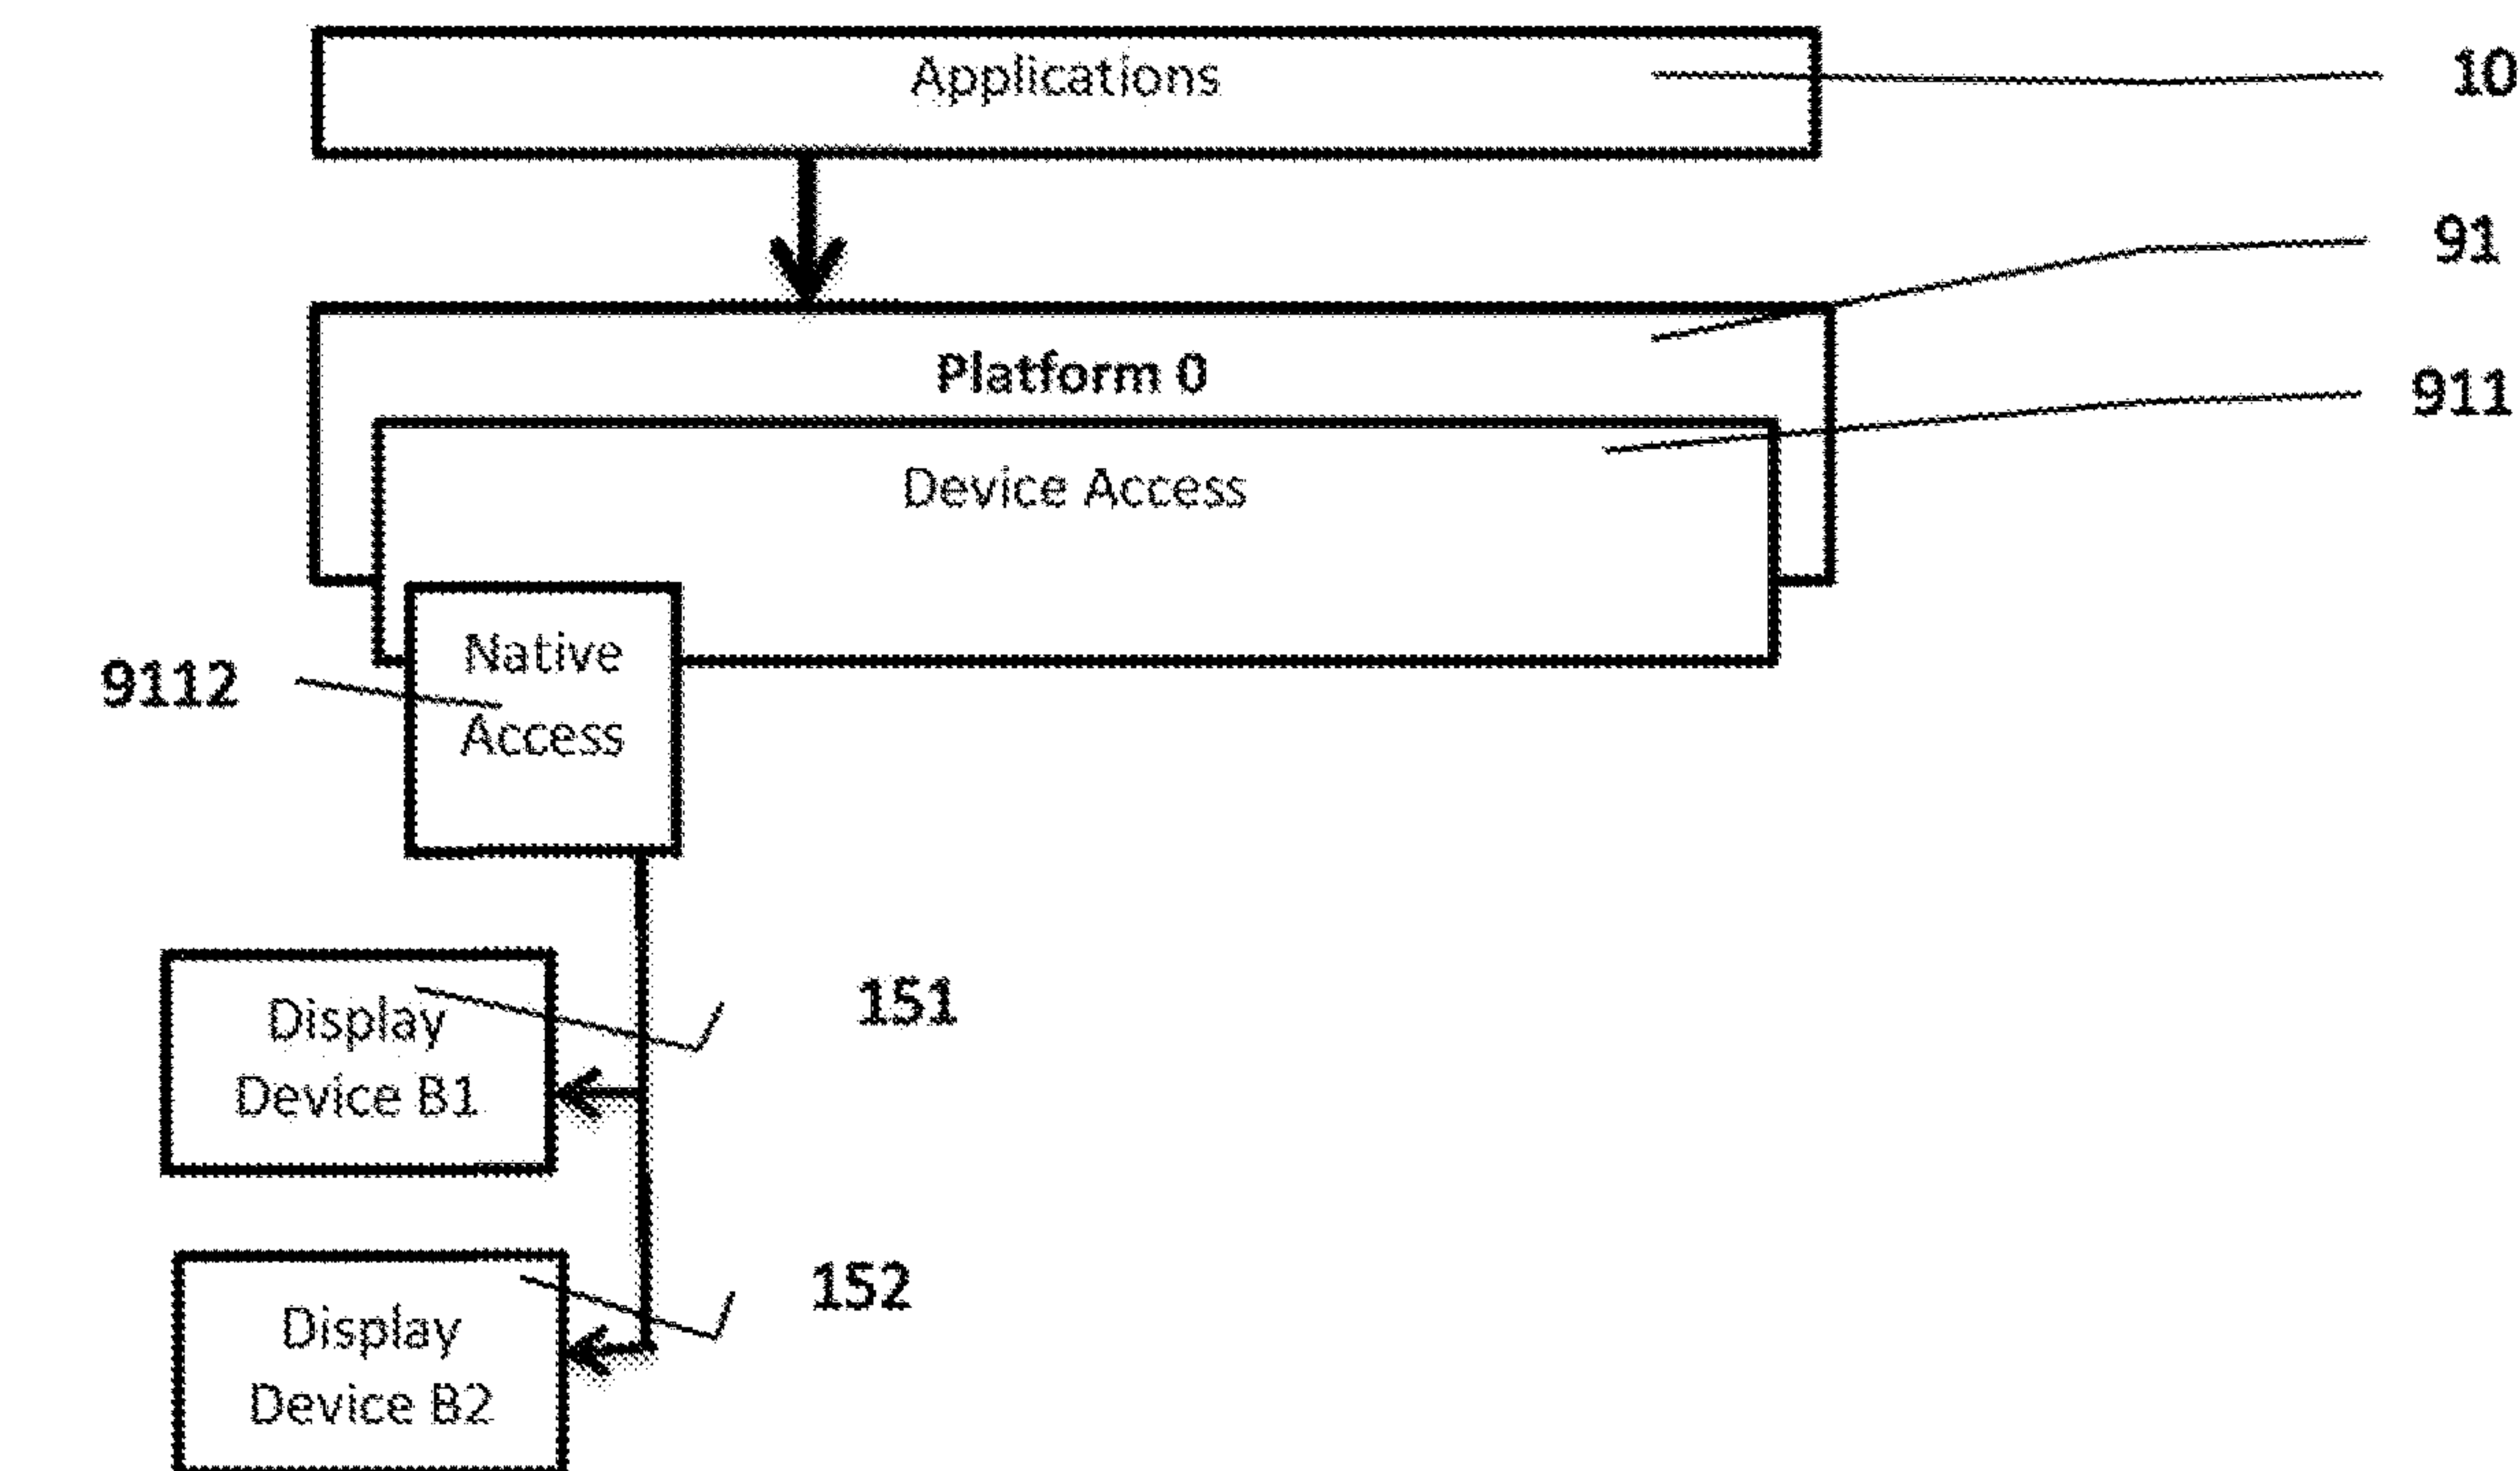 Applications
10
91
Platform 0
911
Device Access
Native
Access
9112
Display
Device B1
151
Display
Device B2
152